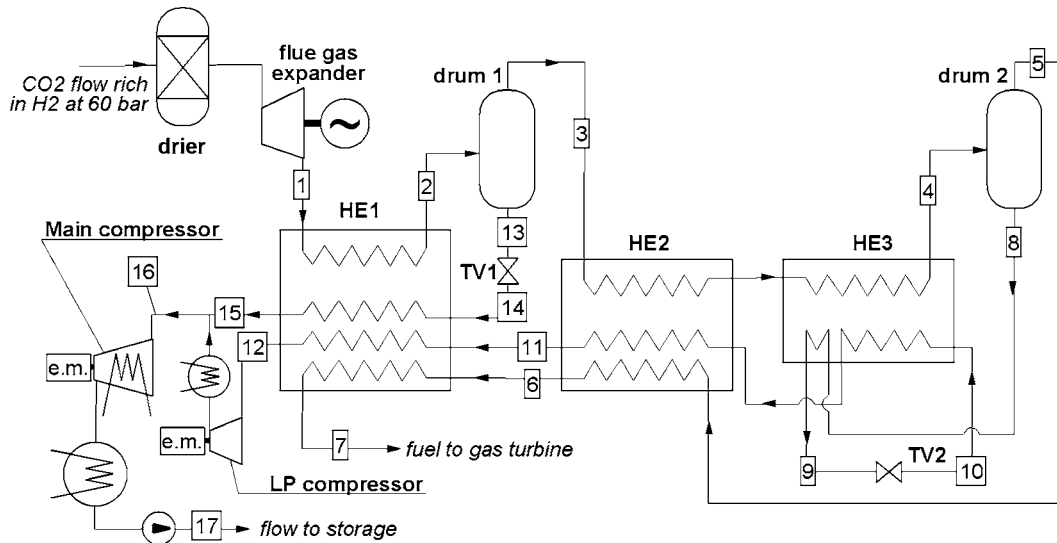 CO2 flow rich
in H2 at 60 bar
drier
flue gas
expander
~
drum 1
drum 2
5
3
4
1
2
HE1
13
8
Main compressor
TV1
HE2
HE3
16
14
15
12
11
e.m.
6
e.m.
7
fuel to gas turbine
9
TV2
10
LP compressor
17
flow to storage